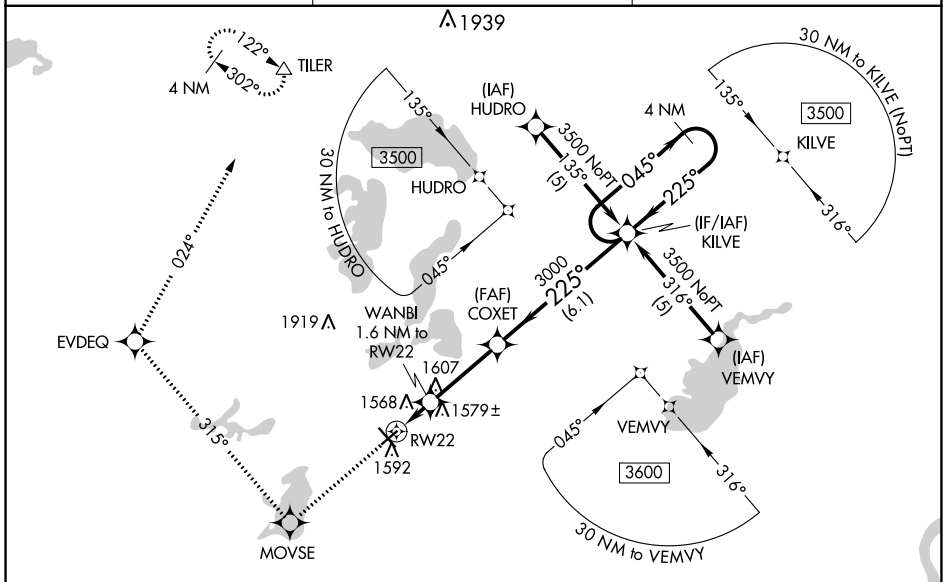 1939
122°
302°
4 NM
TILER
135°
3500
HUDRO
045°
30 NM to HUDRO
(IAF)
HUDRO
3500 NoPT
135°
(5)
4 NM
045°
225°
(IF/IAF)
KILVE
30 NM to KILVE (NoPT)
135°
3500
KILVE
316°
3000
225°
(6.1)
3500 NoPT
316°
(5)
(IAF)
VEMVY
(FAF)
COXET
WANBI
1.6 NM to
RW22
1919
1607
1568
1579±
RW22
1592
024°
EVDEQ
315°
MOVSE
VEMVY
045°
3600
316°
30 NM to VEMVY